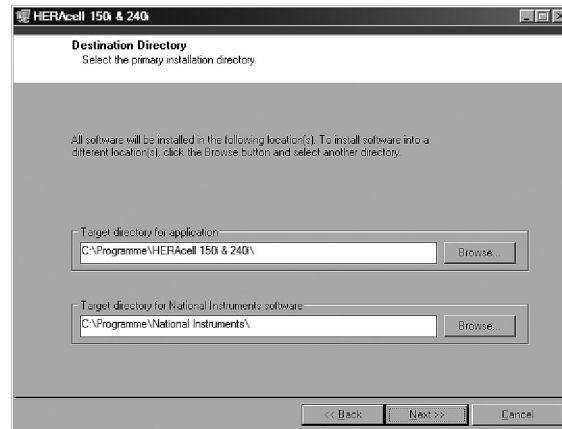 HERAcell 150i & 240i
Destination Directory
Select the primary installation directory.
All software will be installed in the following location(s). To install software into a
different location(s), click the Browse button and select another directory.
Target directory for application
C:\Programme\HERAcell 150i & 240i\
Browse...
Target directory for National Instruments software
C:\Programme\National Instruments\
Browse...
<< Back
Next >>
Cancel